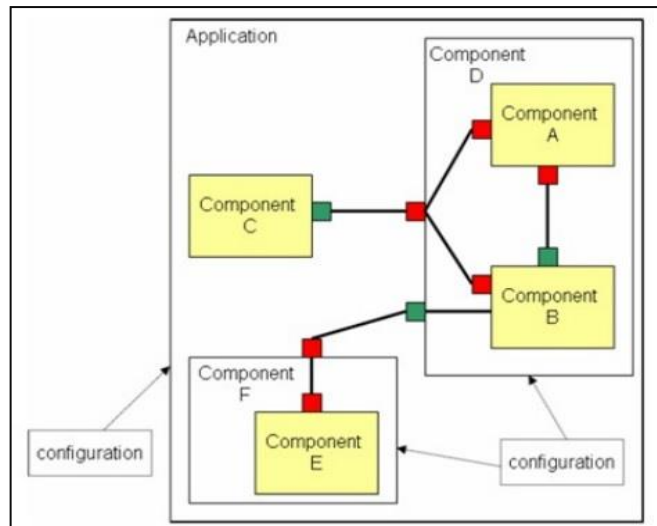 Application
Component
D
Component
A
Component
C
Component
B
Component
F
Component
E
configuration
configuration